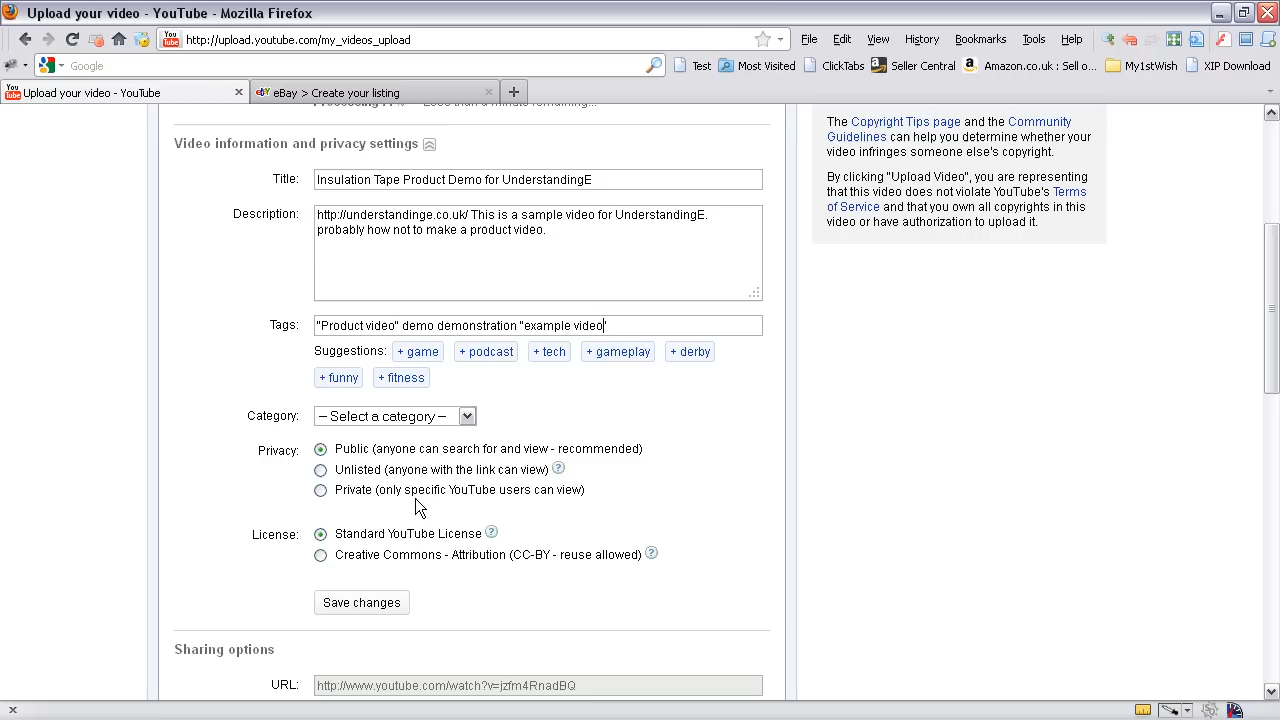 Upload your video - YouTube - Mozilla Firefox
http://upload.youtube.com/my_videos_upload
File Edit View History Bookmarks Tools Help
Google
Test Most Visited ClickTabs Seller Central Amazon.co.uk : Sell o... My1stWish XIP Download
Upload your video - YouTube
eBay > Create your listing
Less than a minute remaining...
Video information and privacy settings
Title: Insulation Tape Product Demo for UnderstandingE
Description: http://understandinge.co.uk/ This is a sample video for UnderstandingE.
probably how not to make a product video.
Tags: "Product video" demo demonstration "example video"
Suggestions: + game + podcast + tech + gameplay + derby
+ funny + fitness
Category: -- Select a category --
Privacy: Public (anyone can search for and view - recommended)
Unlisted (anyone with the link can view) ?
Private (only specific YouTube users can view)
License: Standard YouTube License ?
Creative Commons - Attribution (CC-BY - reuse allowed) ?
Save changes
Sharing options
URL: http://www.youtube.com/watch?v=jzfm4RnadBQ
The Copyright Tips page and the Community
Guidelines can help you determine whether your
video infringes someone else's copyright.
By clicking "Upload Video", you are representing
that this video does not violate YouTube's Terms
of Service and that you own all copyrights in this
video or have authorization to upload it.